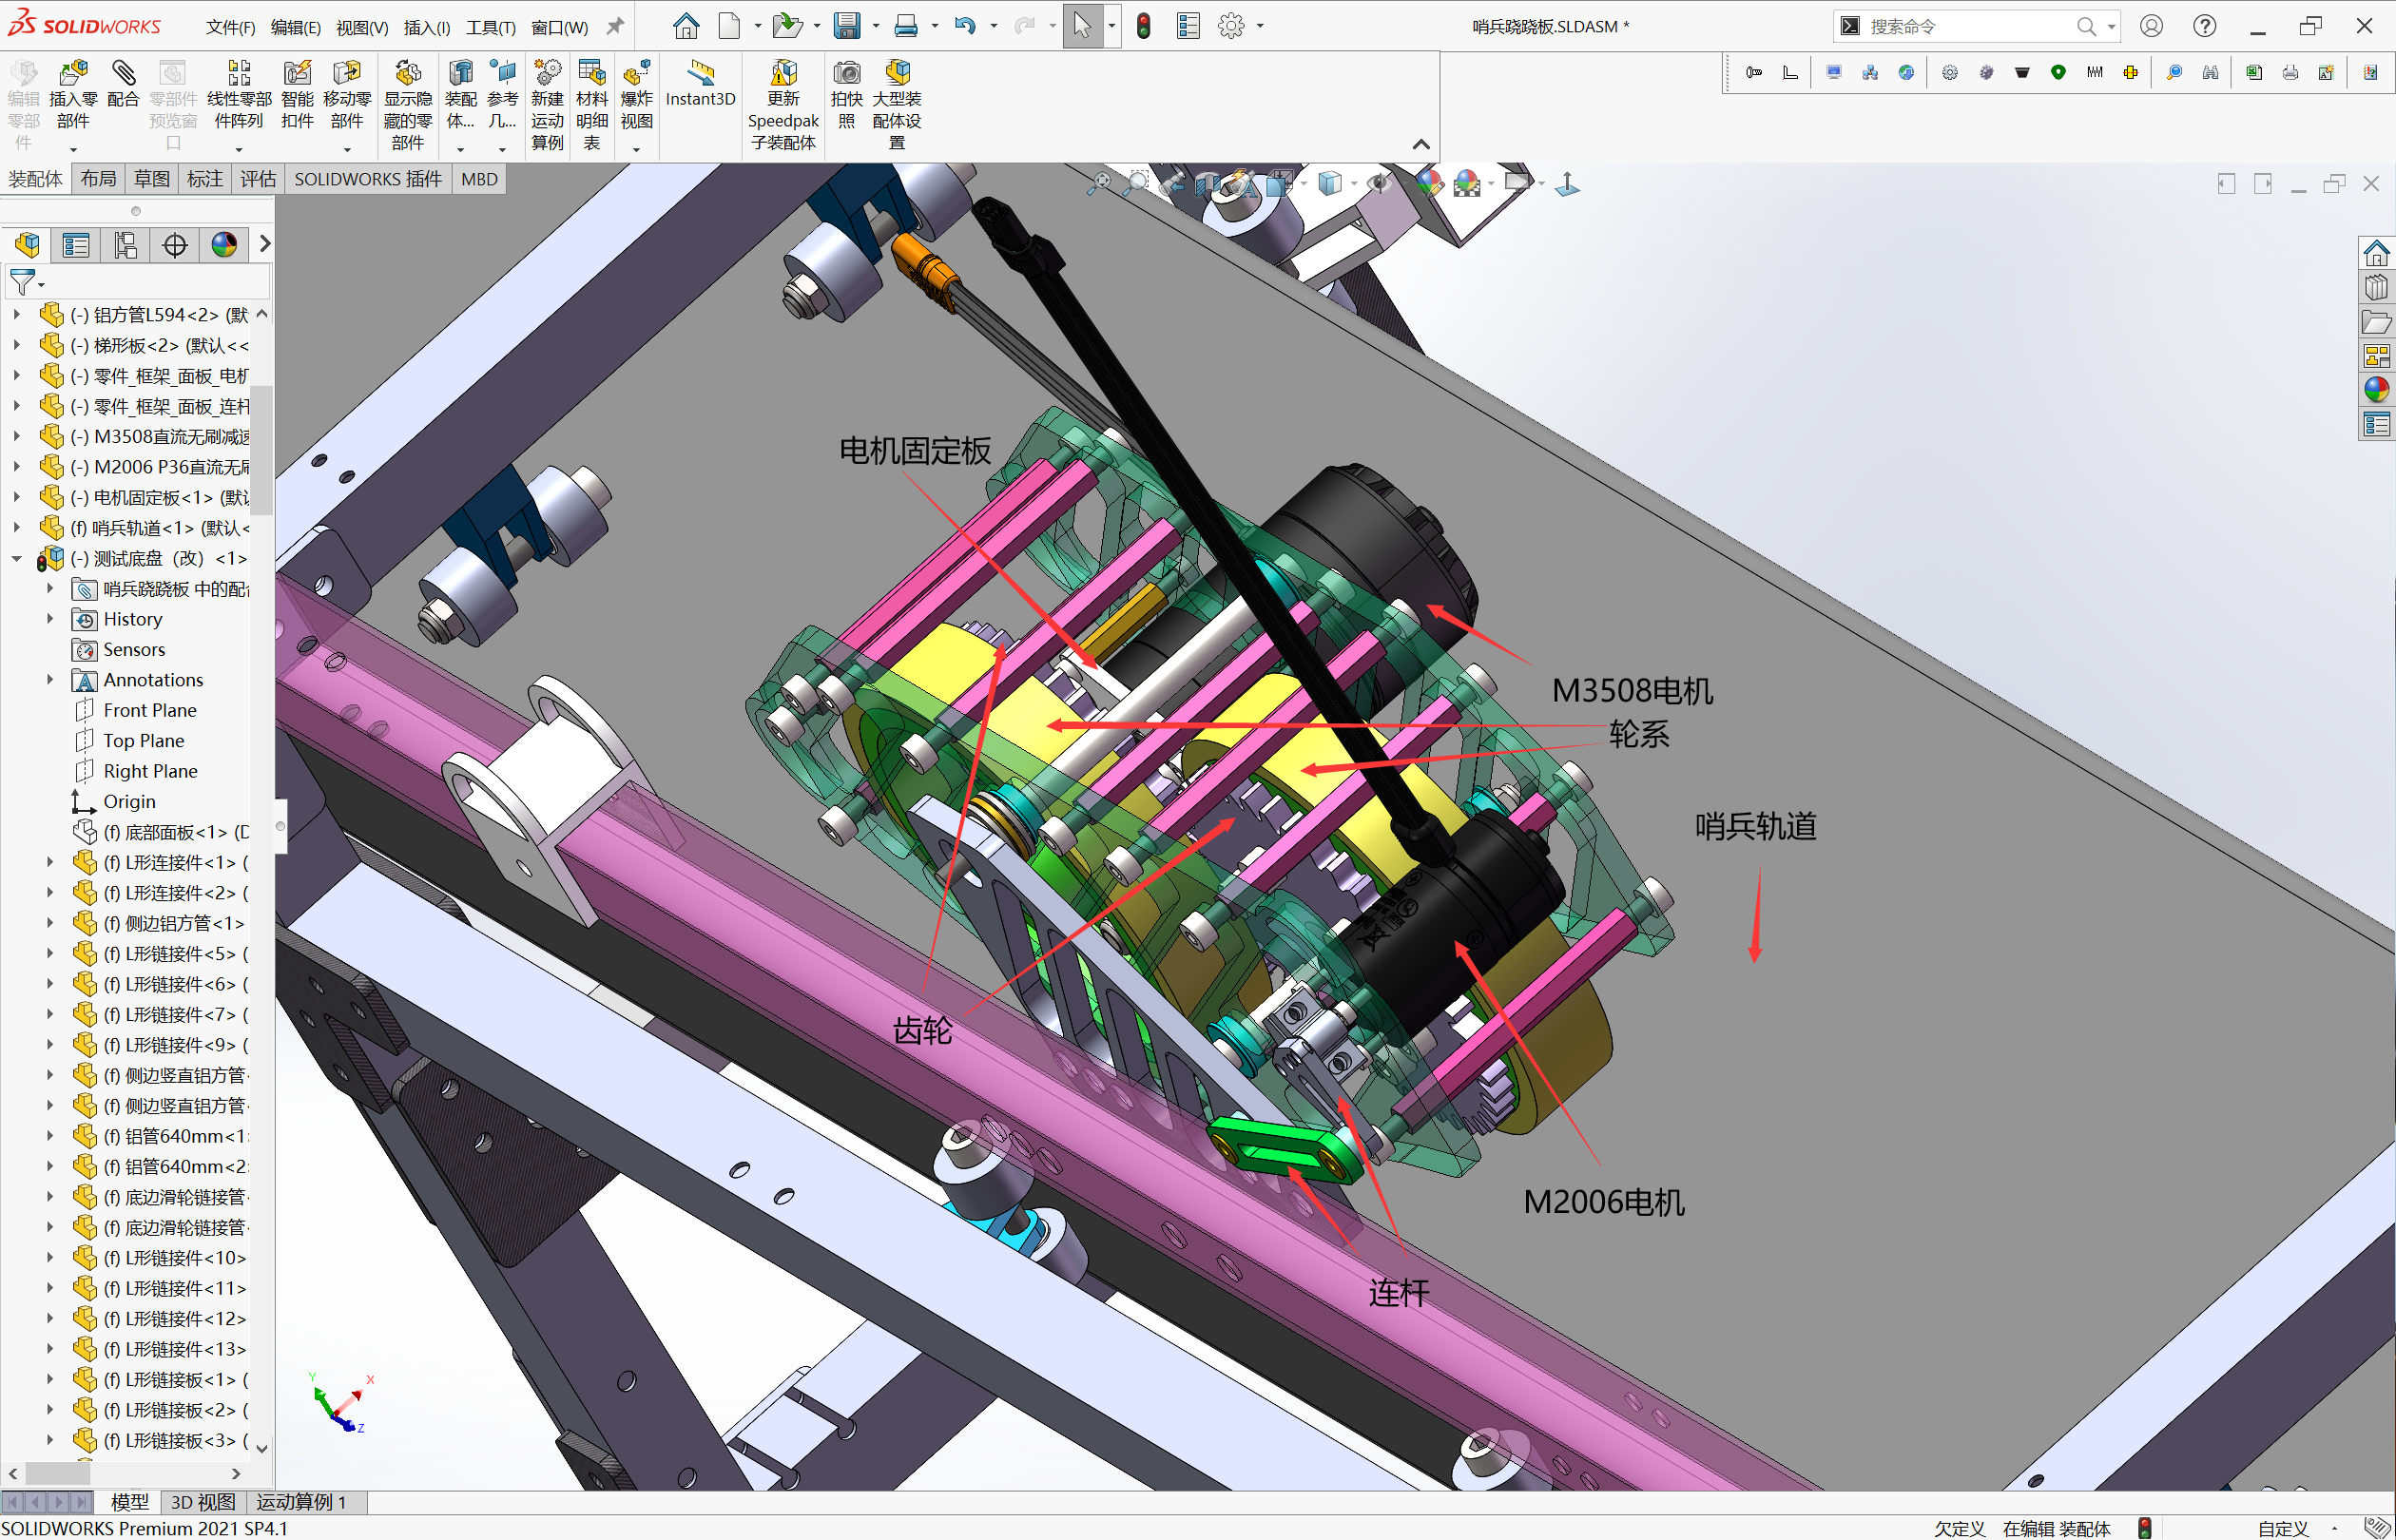 SOLIDWORKS
文件(F) 编辑(E) 视图(V) 插入(I) 工具(T) 窗口(W)
哨兵跷跷板.SLDASM *
搜索命令
编辑零部件
插入零部件
配合
零部件预览窗口
线性零部件阵列
智能扣件
移动零部件
显示隐藏的零部件
装配体...
参考几...
新建运动算例
材料明细表
爆炸视图
Instant3D
更新 Speedpak 子装配体
拍快照
大型装配体设置
装配体 布局 草图 标注 评估 SOLIDWORKS 插件 MBD
(-) 铝方管L594<2> (默
(-) 梯形板<2> (默认<<
(-) 零件_框架_面板_电机
(-) 零件_框架_面板_连杆
(-) M3508直流无刷减速
(-) M2006 P36直流无刷
(-) 电机固定板<1> (默认
(f) 哨兵轨道<1> (默认<
(-) 测试底盘（改）<1>
哨兵跷跷板 中的配合
History
Sensors
Annotations
Front Plane
Top Plane
Right Plane
Origin
(f) 底部面板<1> (D
(f) L形连接件<1> (
(f) L形连接件<2> (
(f) 侧边铝方管<1>
(f) L形链接件<5> (
(f) L形链接件<6> (
(f) L形链接件<7> (
(f) L形链接件<9> (
(f) 侧边竖直铝方管
(f) 侧边竖直铝方管
(f) 铝管640mm<1>
(f) 铝管640mm<2>
(f) 底边滑轮链接管
(f) 底边滑轮链接管
(f) L形链接件<10>
(f) L形链接件<11>
(f) L形链接件<12>
(f) L形链接件<13>
(f) L形链接板<1> (
(f) L形链接板<2> (
(f) L形链接板<3> (
电机固定板
M3508电机
轮系
哨兵轨道
齿轮
M2006电机
连杆
Y
X
Z
模型 3D 视图 运动算例 1
SOLIDWORKS Premium 2021 SP4.1
欠定义 在编辑 装配体 自定义